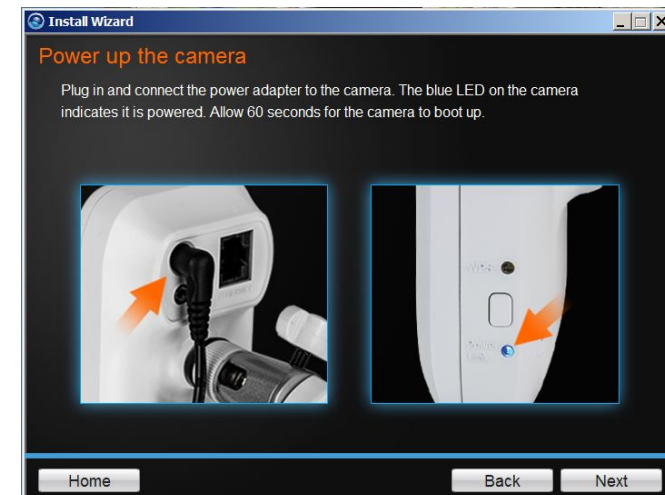 Install Wizard
Power up the camera
Plug in and connect the power adapter to the camera. The blue LED on the camera
indicates it is powered. Allow 60 seconds for the camera to boot up.
Home
Back
Next